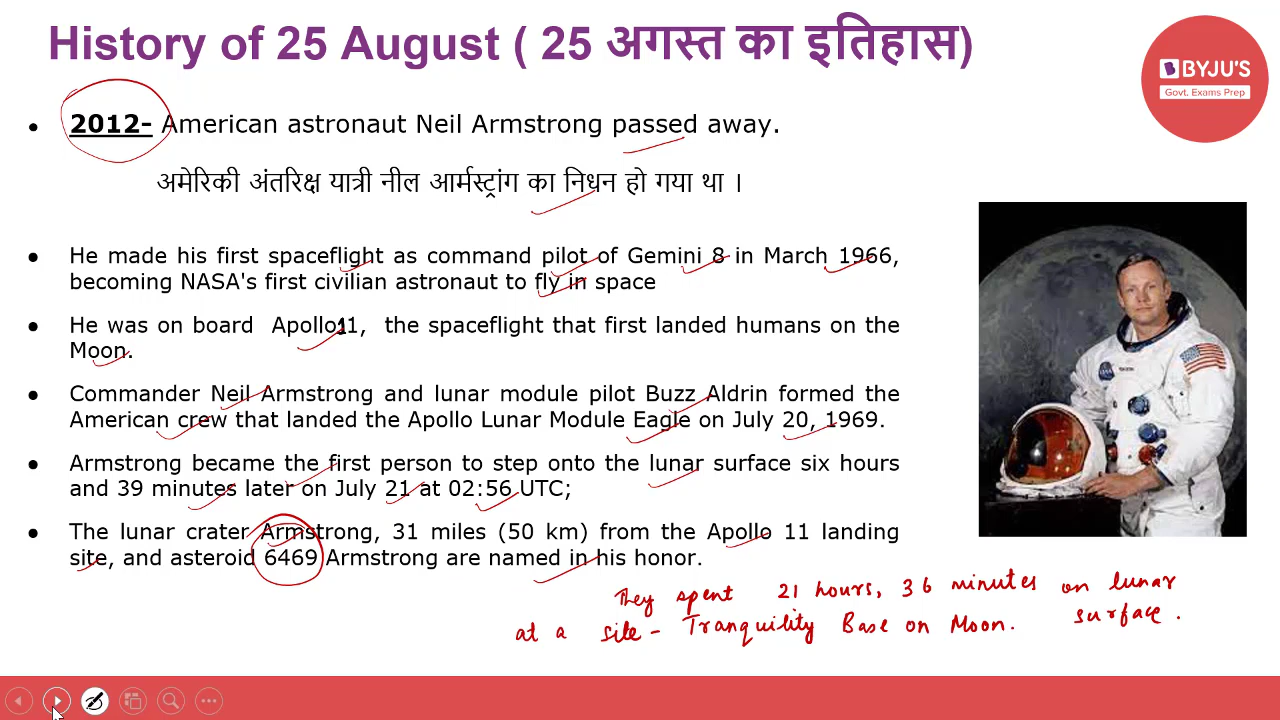 History of 25 August ( 25 अगस्त का इतिहास)
BYJU'S
Govt. Exams Prep
• 2012- American astronaut Neil Armstrong passed away.
अमेरिकी अंतरिक्ष यात्री नील आर्मस्ट्रांग का निधन हो गया था ।
• He made his first spaceflight as command pilot of Gemini 8 in March 1966,
becoming NASA's first civilian astronaut to fly in space
• He was on board Apollo11, the spaceflight that first landed humans on the
Moon.
• Commander Neil Armstrong and lunar module pilot Buzz Aldrin formed the
American crew that landed the Apollo Lunar Module Eagle on July 20, 1969.
• Armstrong became the first person to step onto the lunar surface six hours
and 39 minutes later on July 21 at 02:56 UTC;
• The lunar crater Armstrong, 31 miles (50 km) from the Apollo 11 landing
site, and asteroid 6469 Armstrong are named in his honor.
They spent 21 hours, 36 minutes on lunar
surface.
at a site - Tranquility Base on Moon.